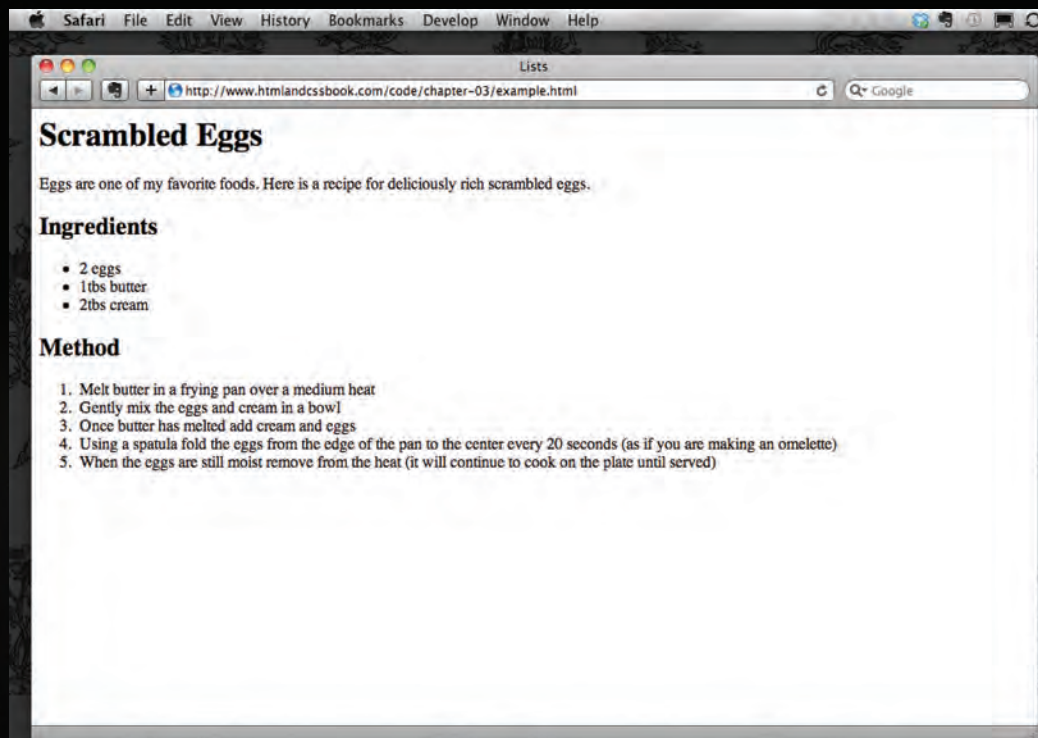 Safari File Edit View History Bookmarks Develop Window Help
Lists
http://www.htmlandcssbook.com/code/chapter-03/example.html
Google
Scrambled Eggs
Eggs are one of my favorite foods. Here is a recipe for deliciously rich scrambled eggs.
Ingredients
• 2 eggs
• 1tbs butter
• 2tbs cream
Method
1. Melt butter in a frying pan over a medium heat
2. Gently mix the eggs and cream in a bowl
3. Once butter has melted add cream and eggs
4. Using a spatula fold the eggs from the edge of the pan to the center every 20 seconds (as if you are making an omelette)
5. When the eggs are still moist remove from the heat (it will continue to cook on the plate until served)